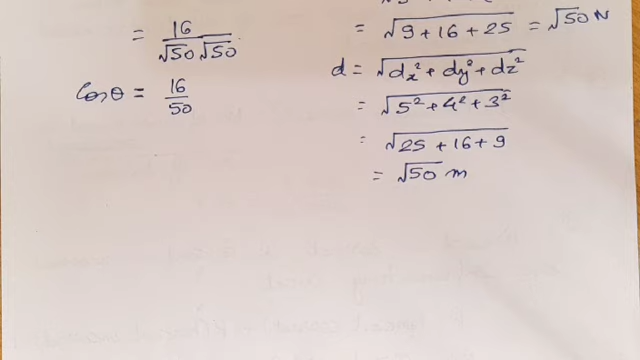 = 16/(√50 √50)
Cosθ = 16/50
= √(9 + 16 + 25) = √50 N
d = √(dx² + dy² + dz²)
= √(5² + 4² + 3²)
= √(25 + 16 + 9)
= √50 m